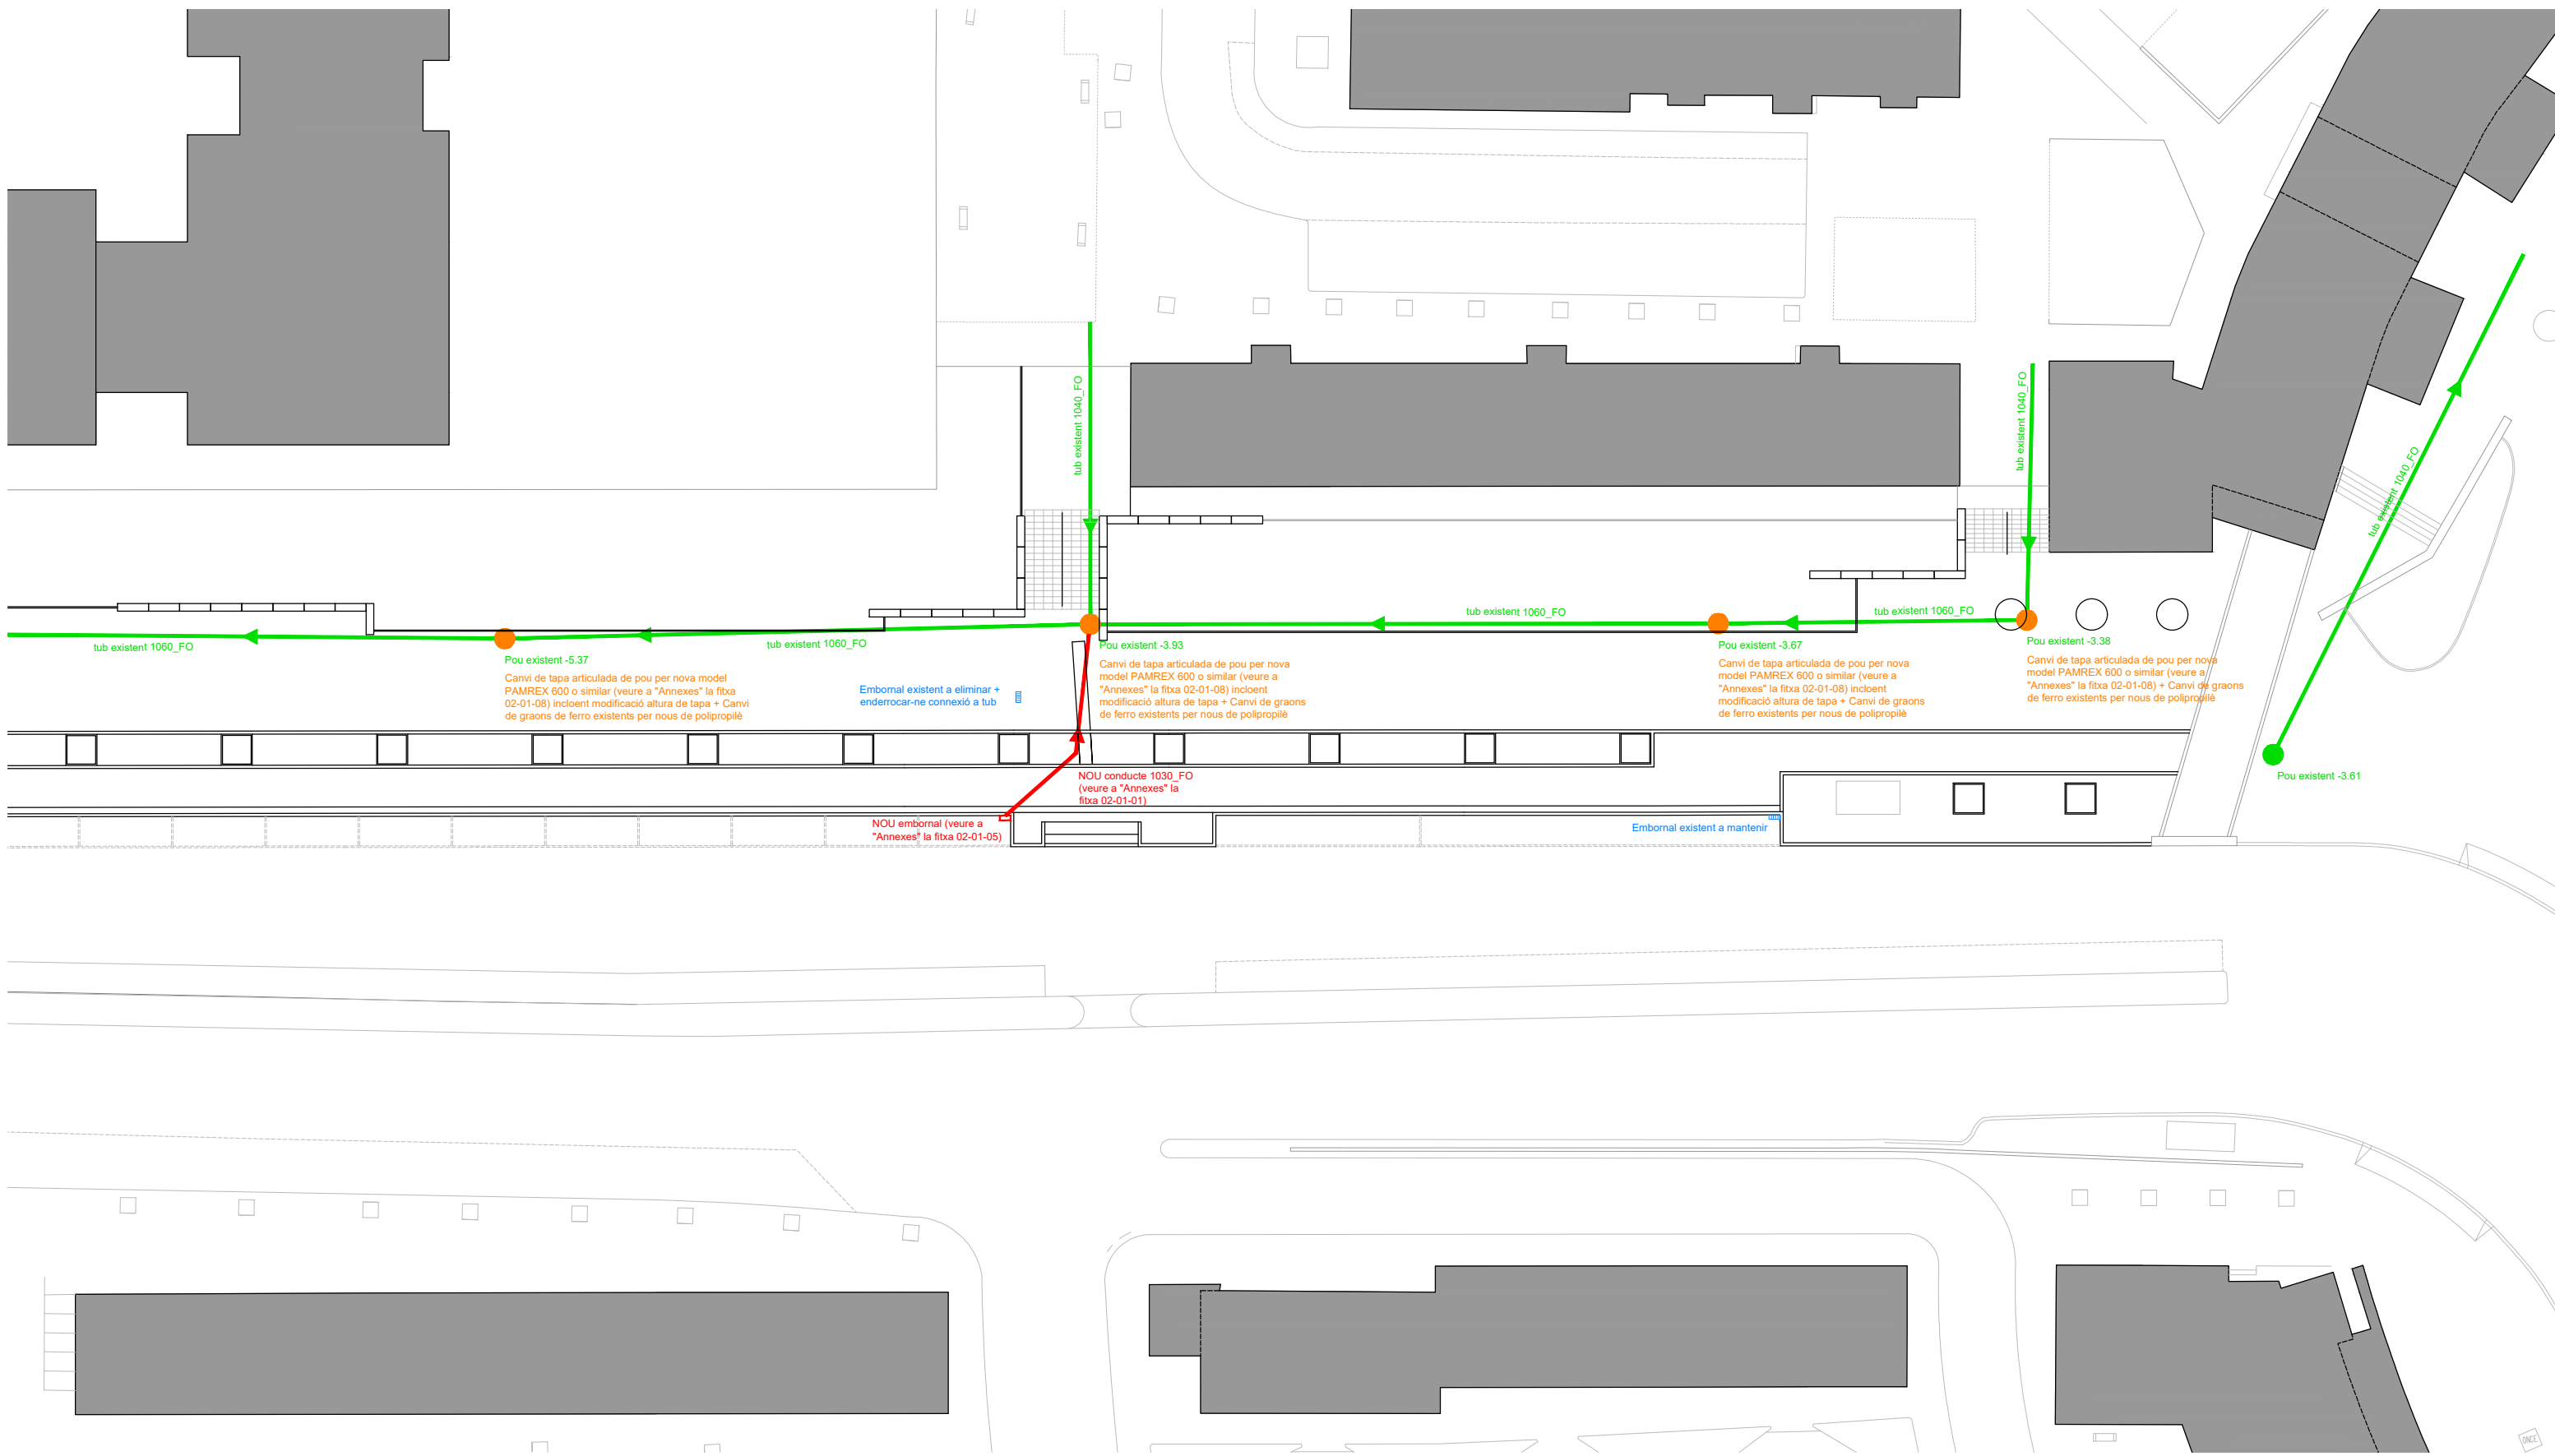 tub existent 1040_FO
tub existent 1040_FO
tub existent 1040_FO
tub existent 1060_FO
tub existent 1060_FO
tub existent 1060_FO
tub existent 1060_FO
Pou existent -5.37
Canvi de tapa articulada de pou per nova model
PAMREX 600 o similar (veure a "Annexes" la fitxa
02-01-08) incloent modificació altura de tapa + Canvi
de graons de ferro existents per nous de polipropilè
Embornal existent a eliminar +
enderrocar-ne connexió a tub
Pou existent -3.93
Canvi de tapa articulada de pou per nova
model PAMREX 600 o similar (veure a
"Annexes" la fitxa 02-01-08) incloent
modificació altura de tapa + Canvi de graons
de ferro existents per nous de polipropilè
Pou existent -3.67
Canvi de tapa articulada de pou per nova
model PAMREX 600 o similar (veure a
"Annexes" la fitxa 02-01-08) incloent
modificació altura de tapa + Canvi de graons
de ferro existents per nous de polipropilè
Pou existent -3.38
Canvi de tapa articulada de pou per nova
model PAMREX 600 o similar (veure a
"Annexes" la fitxa 02-01-08) + Canvi de graons
de ferro existents per nous de polipropilè
Pou existent -3.61
NOU conducte 1030_FO
(veure a "Annexes" la
fitxa 02-01-01)
NOU embornal (veure a
"Annexes" la fitxa 02-01-05)
Embornal existent a mantenir
ONCE